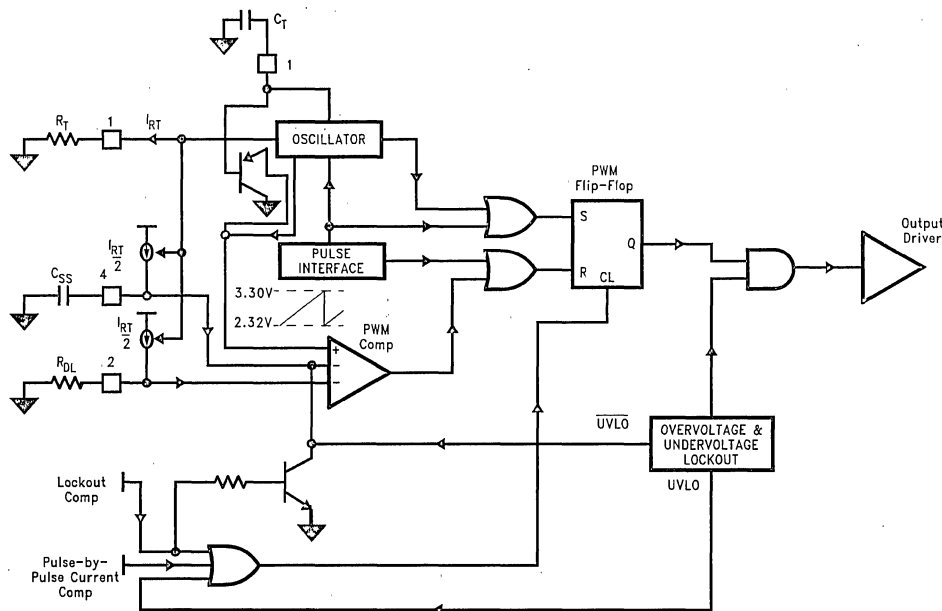 C_T
1
R_T
1
I_RT
OSCILLATOR
PWM
Flip-Flop
S
Q
R
CL
Output
Driver
I_RT
2
PULSE
INTERFACE
C_SS
4
3.30V
2.32V
I_RT
2
PWM
Comp
+
−
−
R_DL
2
UVLO
OVERVOLTAGE &
UNDERVOLTAGE
LOCKOUT
UVLO
Lockout
Comp
Pulse-by-
Pulse Current
Comp